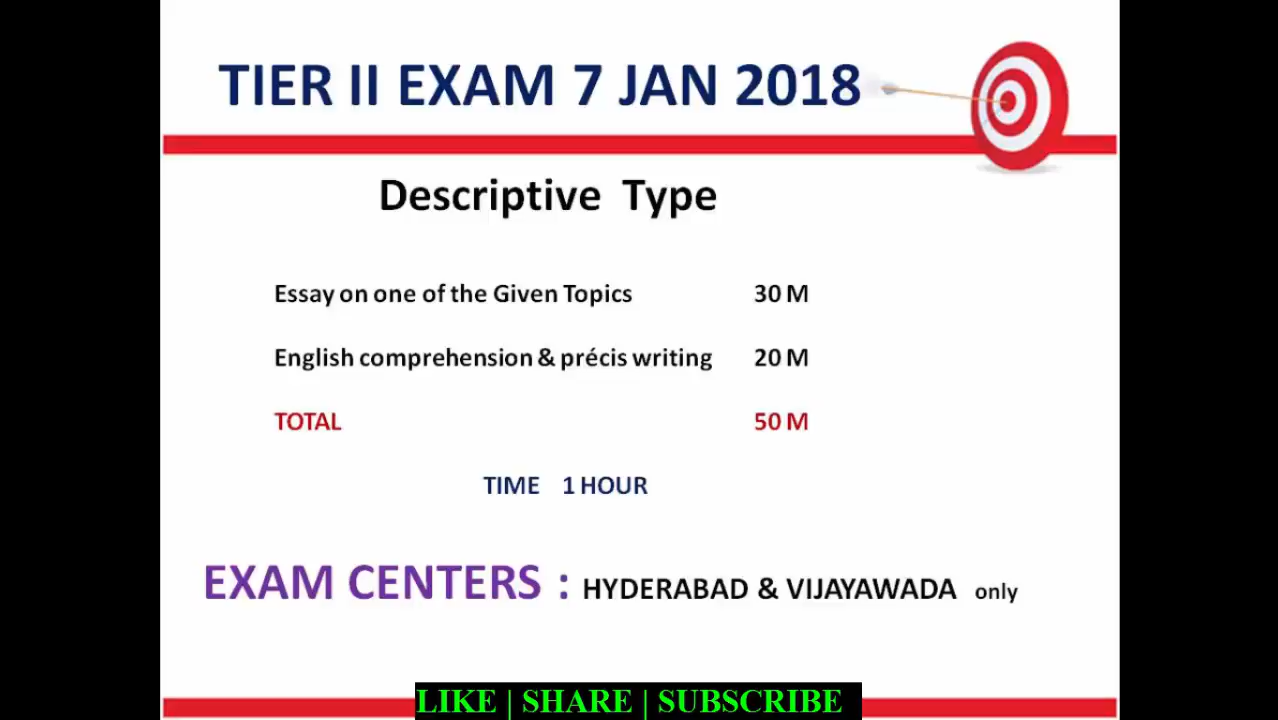 TIER II EXAM 7 JAN 2018
Descriptive Type
Essay on one of the Given Topics 30 M
English comprehension & précis writing 20 M
TOTAL 50 M
TIME 1 HOUR
EXAM CENTERS : HYDERABAD & VIJAYAWADA only
LIKE | SHARE | SUBSCRIBE